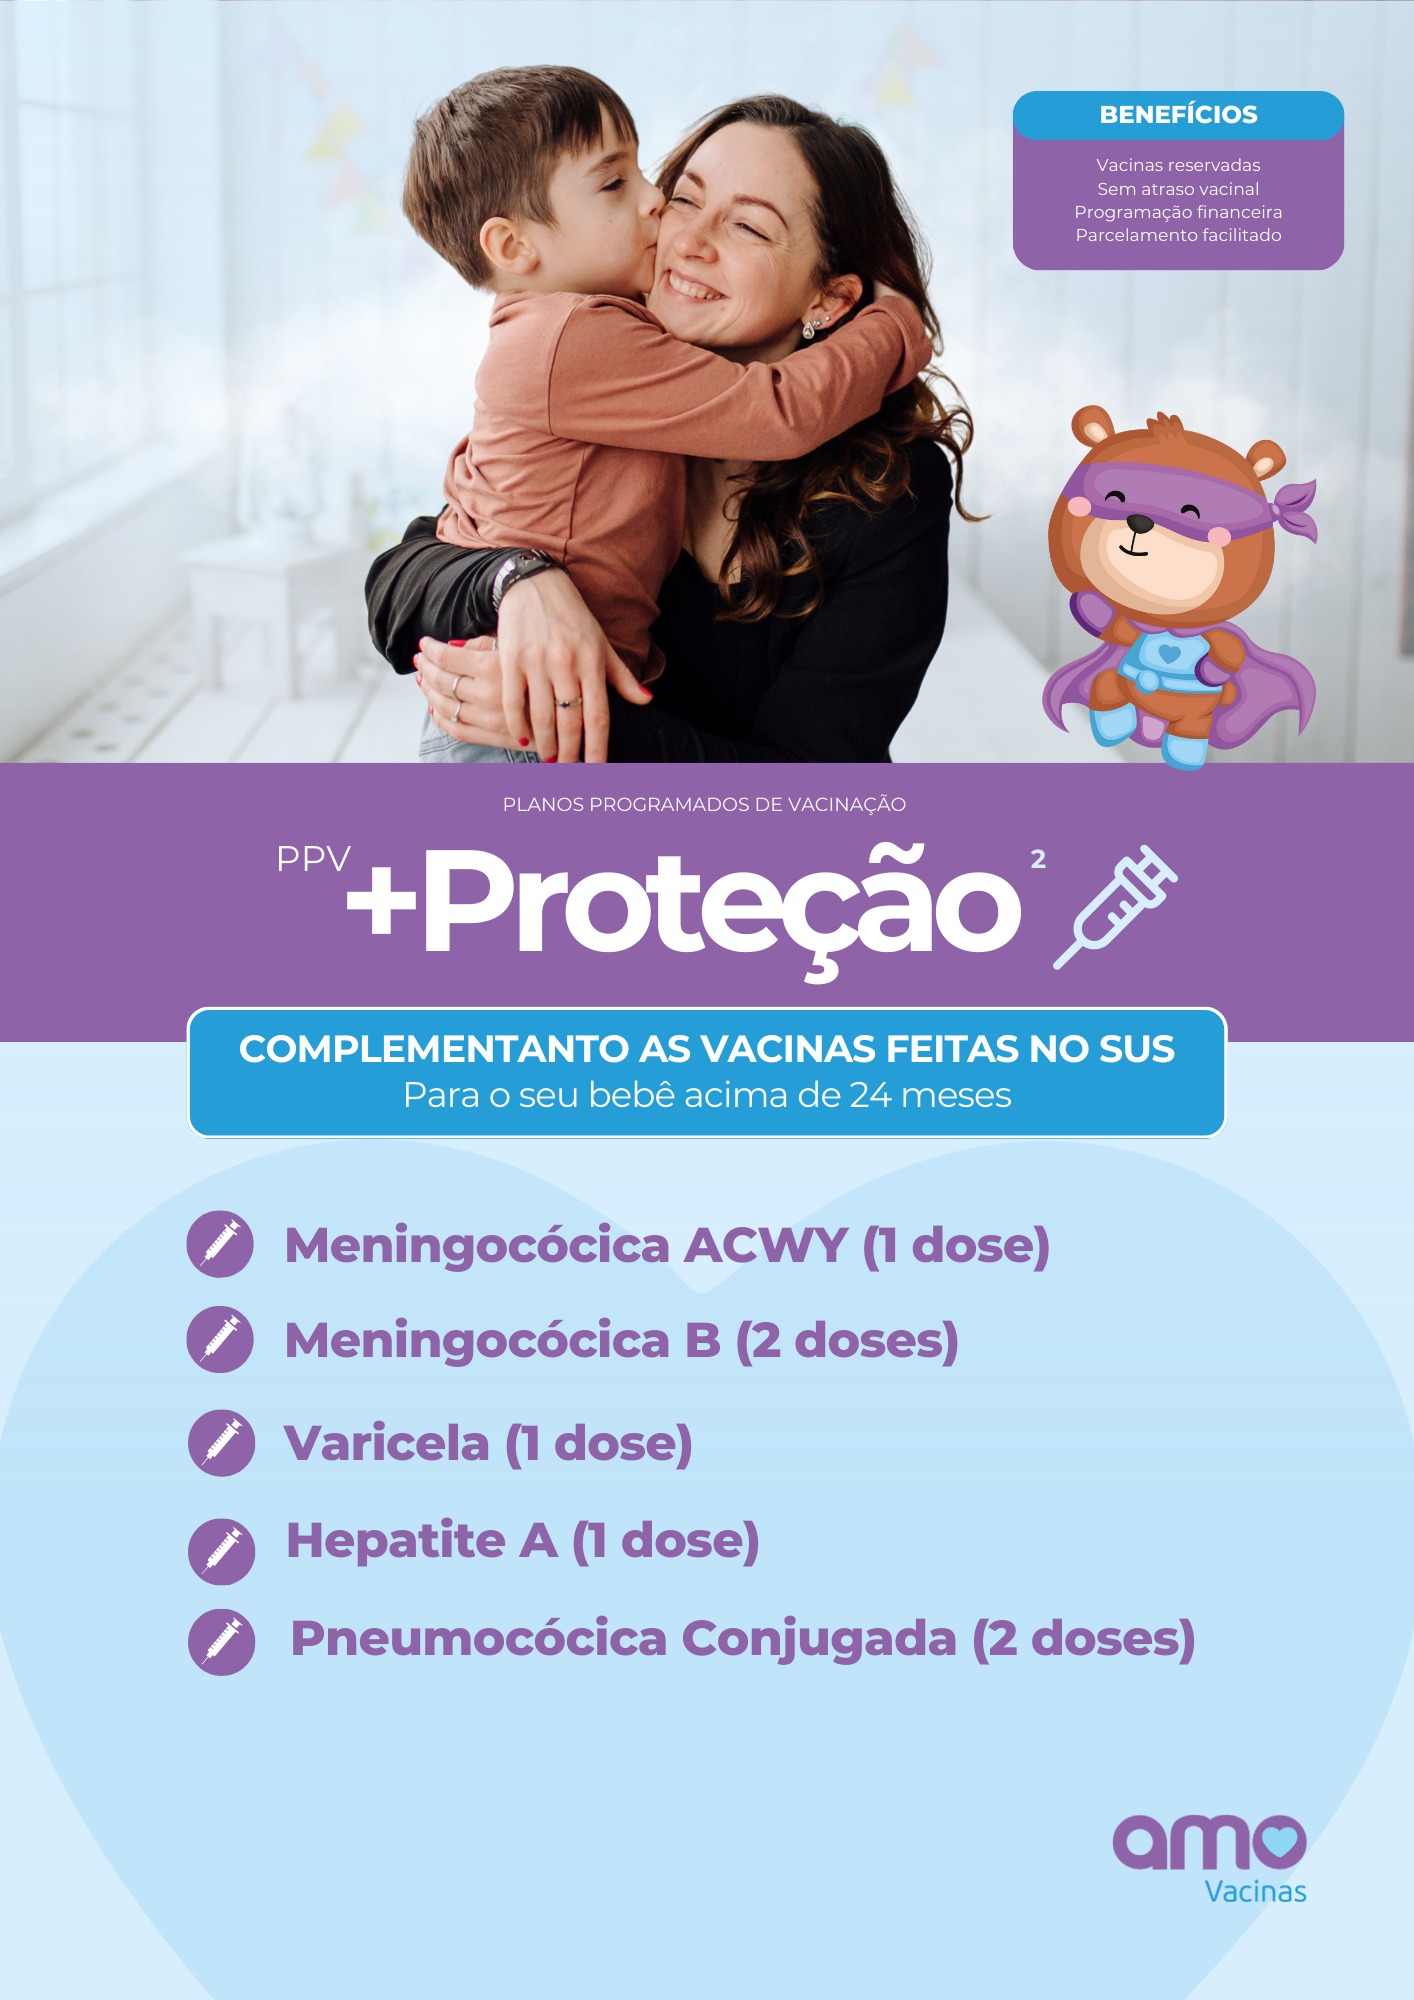 BENEFÍCIOS
Vacinas reservadas
Sem atraso vacinal
Programação financeira
Parcelamento facilitado
PLANOS PROGRAMADOS DE VACINAÇÃO
PPV +Proteção 2
COMPLEMENTANTO AS VACINAS FEITAS NO SUS
Para o seu bebê acima de 24 meses
Meningocócica ACWY (1 dose)
Meningocócica B (2 doses)
Varicela (1 dose)
Hepatite A (1 dose)
Pneumocócica Conjugada (2 doses)
amo
Vacinas